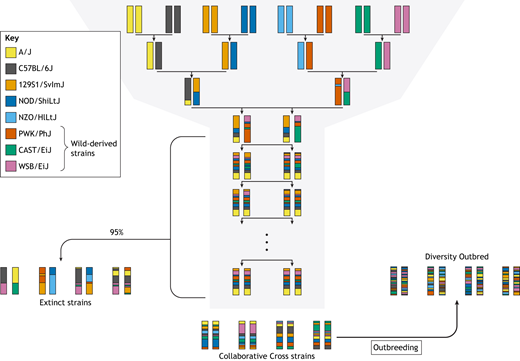 Key
A/J
C57BL/6J
129S1/SvImJ
NOD/ShiLtJ
NZO/HILtJ
PWK/PhJ
CAST/EiJ
WSB/EiJ
Wild-derived
strains
95%
Extinct strains
Diversity Outbred
Collaborative Cross strains
Outbreeding